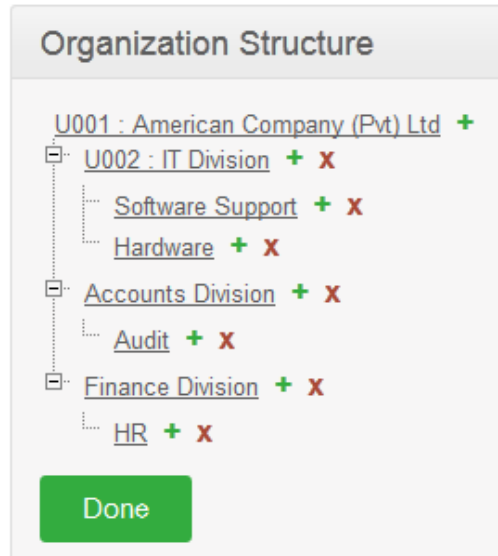 Organization Structure
U001 : American Company (Pvt) Ltd +
U002 : IT Division + x
Software Support + x
Hardware + x
Accounts Division + x
Audit + x
Finance Division + x
HR + x
Done